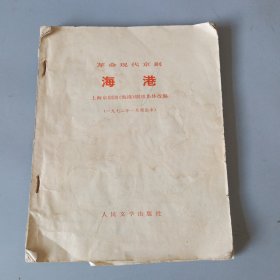 革命现代京剧
海港
上海京剧团《海港》剧组集体改编
(一九七二年一月演出本)
人民文学出版社